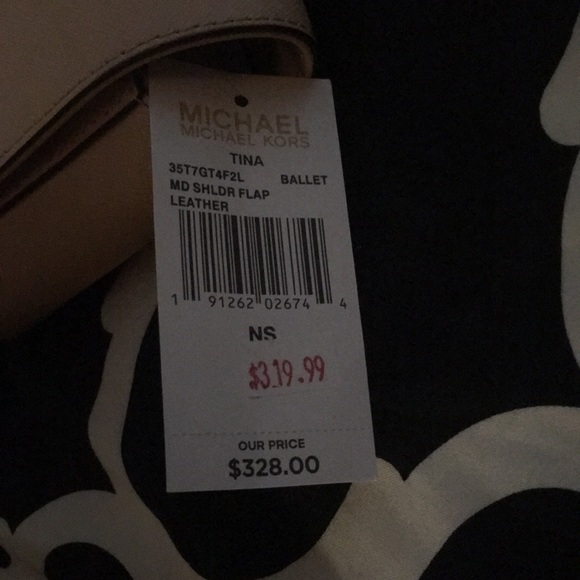 MICHAEL
MICHAEL KORS
TINA
35T7GT4F2L BALLET
MD SHLDR FLAP
LEATHER
1 91262 02674 4
NS
$319.99
OUR PRICE
$328.00